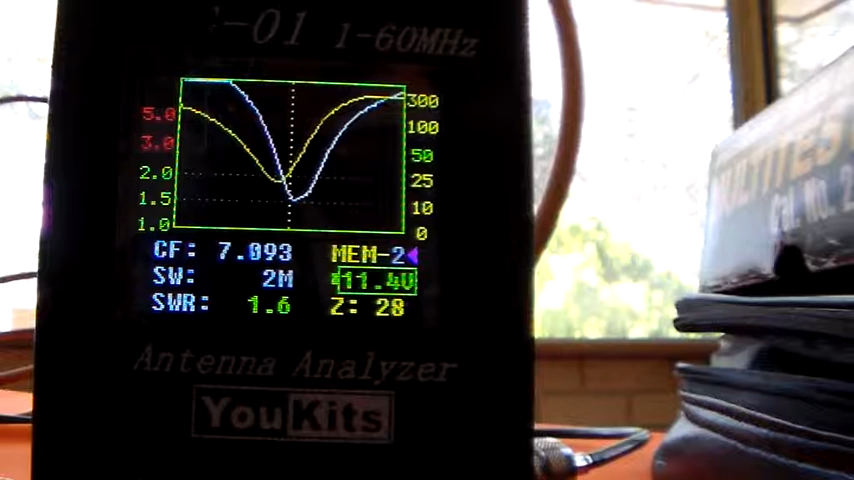 -01 1-60MHz
5.0 300
3.0 100
2.0 50
1.5 25
1.0 10
0
CF: 7.093 MEM-2
SW: 2M 11.4V
SWR: 1.6 Z: 28
Antenna Analyzer
YouKits